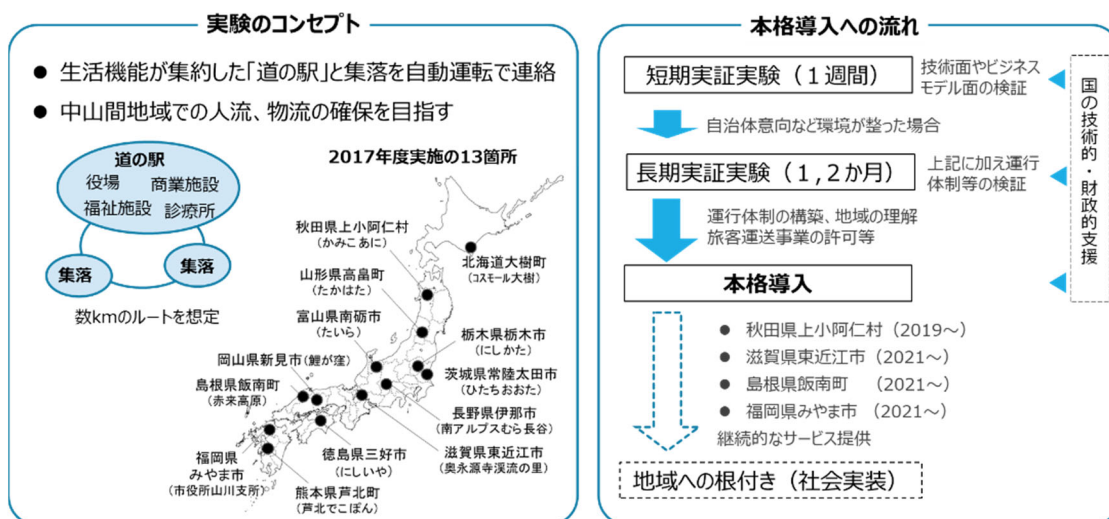 実験のコンセプト
● 生活機能が集約した「道の駅」と集落を自動運転で連絡
● 中山間地域での人流、物流の確保を目指す
道の駅
役場 商業施設
福祉施設 診療所
集落
集落
数kmのルートを想定
2017年度実施の13箇所
秋田県上小阿仁村
(かみこあに)
北海道大樹町
(コスモール大樹)
山形県高畠町
(たかはた)
富山県南砺市
(たいら)
栃木県栃木市
(にしかた)
岡山県新見市(鯉が窪)
茨城県常陸太田市
(ひたちおおた)
島根県飯南町
(赤来高原)
長野県伊那市
(南アルプスむら長谷)
滋賀県東近江市
(奥永源寺渓流の里)
徳島県三好市
(にしいや)
福岡県
みやま市
(市役所山川支所)
熊本県芦北町
(芦北でこぽん)
本格導入への流れ
短期実証実験(1週間)
技術面やビジネス
モデル面の検証
自治体意向など環境が整った場合
長期実証実験(1,2か月)
上記に加え運行
体制等の検証
運行体制の構築、地域の理解
旅客運送事業の許可等
本格導入
国の技術的・財政的支援
● 秋田県上小阿仁村(2019~)
● 滋賀県東近江市(2021~)
● 島根県飯南町 (2021~)
● 福岡県みやま市 (2021~)
継続的なサービス提供
地域への根付き(社会実装)